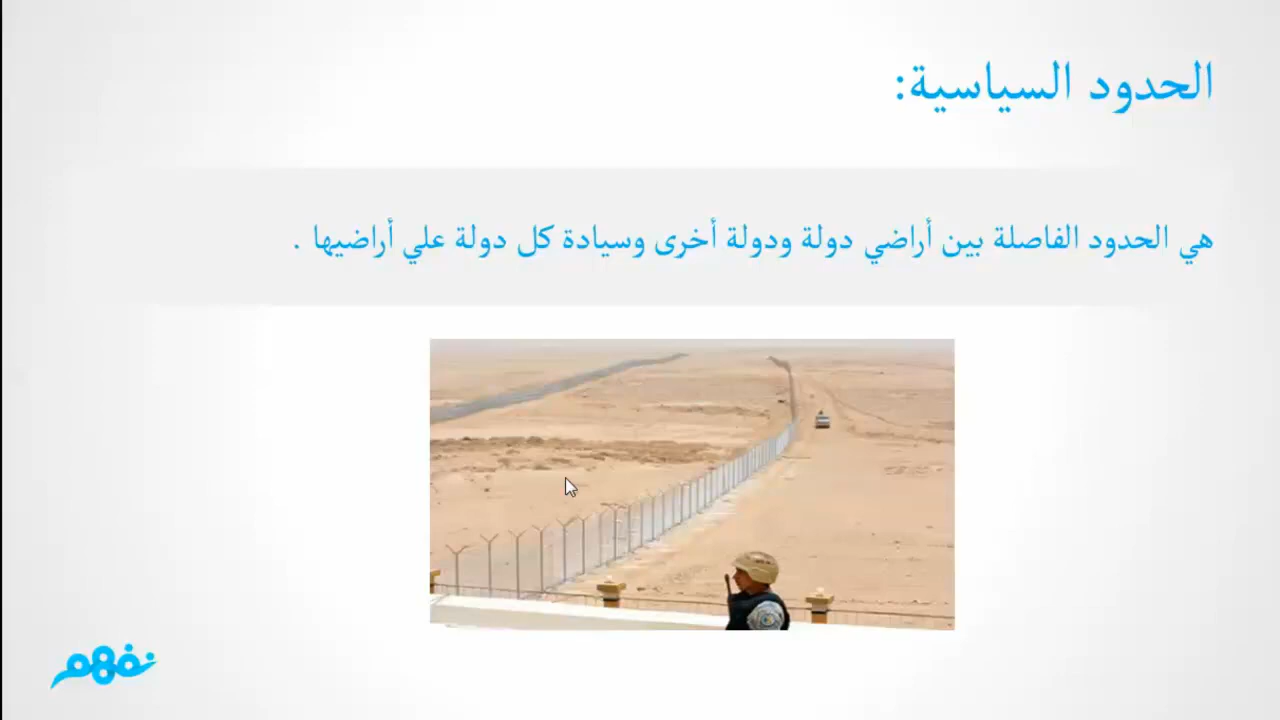 الحدود السياسية:
هي الحدود الفاصلة بين أراضي دولة ودولة أخرى وسيادة كل دولة علي أراضيها .
نفهم